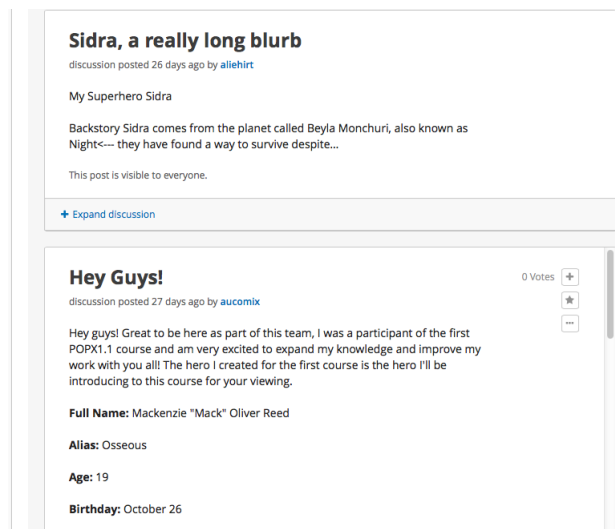 Sidra, a really long blurb
discussion posted 26 days ago by aliehirt
My Superhero Sidra
Backstory Sidra comes from the planet called Beyla Monchuri, also known as
Night<--- they have found a way to survive despite...
This post is visible to everyone.
+ Expand discussion
Hey Guys!
0 Votes +
discussion posted 27 days ago by aucomix
Hey guys! Great to be here as part of this team, I was a participant of the first
POPX1.1 course and am very excited to expand my knowledge and improve my
work with you all! The hero I created for the first course is the hero I'll be
introducing to this course for your viewing.
Full Name: Mackenzie "Mack" Oliver Reed
Alias: Osseous
Age: 19
Birthday: October 26